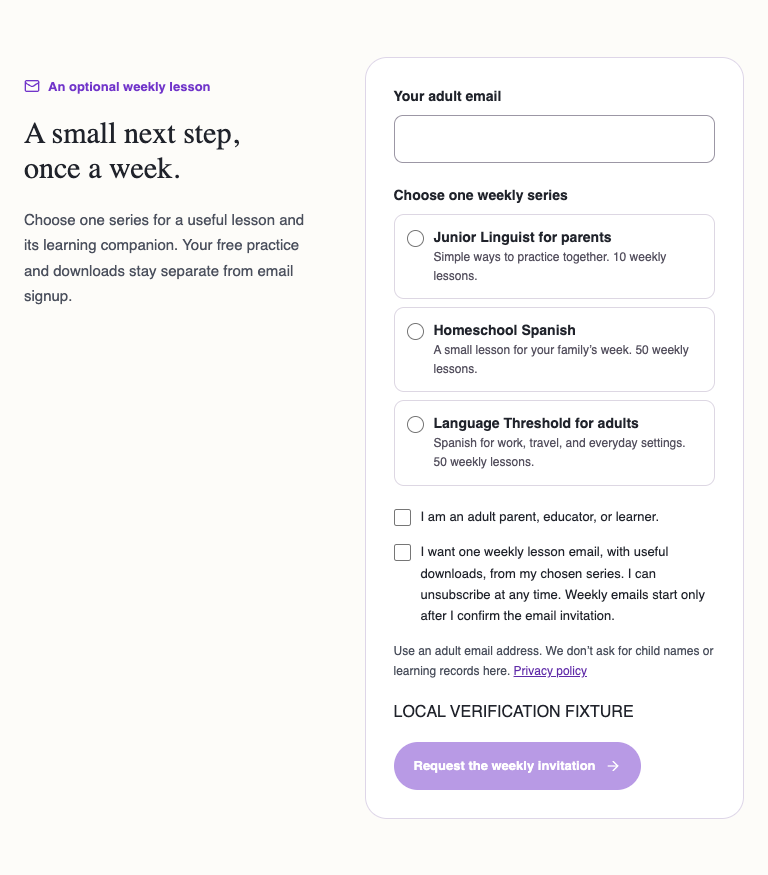 An optional weekly lesson
A small next step,
once a week.
Choose one series for a useful lesson and
its learning companion. Your free practice
and downloads stay separate from email
signup.
Your adult email
Choose one weekly series
Junior Linguist for parents
Simple ways to practice together. 10 weekly
lessons.
Homeschool Spanish
A small lesson for your family’s week. 50 weekly
lessons.
Language Threshold for adults
Spanish for work, travel, and everyday settings.
50 weekly lessons.
I am an adult parent, educator, or learner.
I want one weekly lesson email, with useful
downloads, from my chosen series. I can
unsubscribe at any time. Weekly emails start only
after I confirm the email invitation.
Use an adult email address. We don’t ask for child names or
learning records here. Privacy policy
LOCAL VERIFICATION FIXTURE
Request the weekly invitation